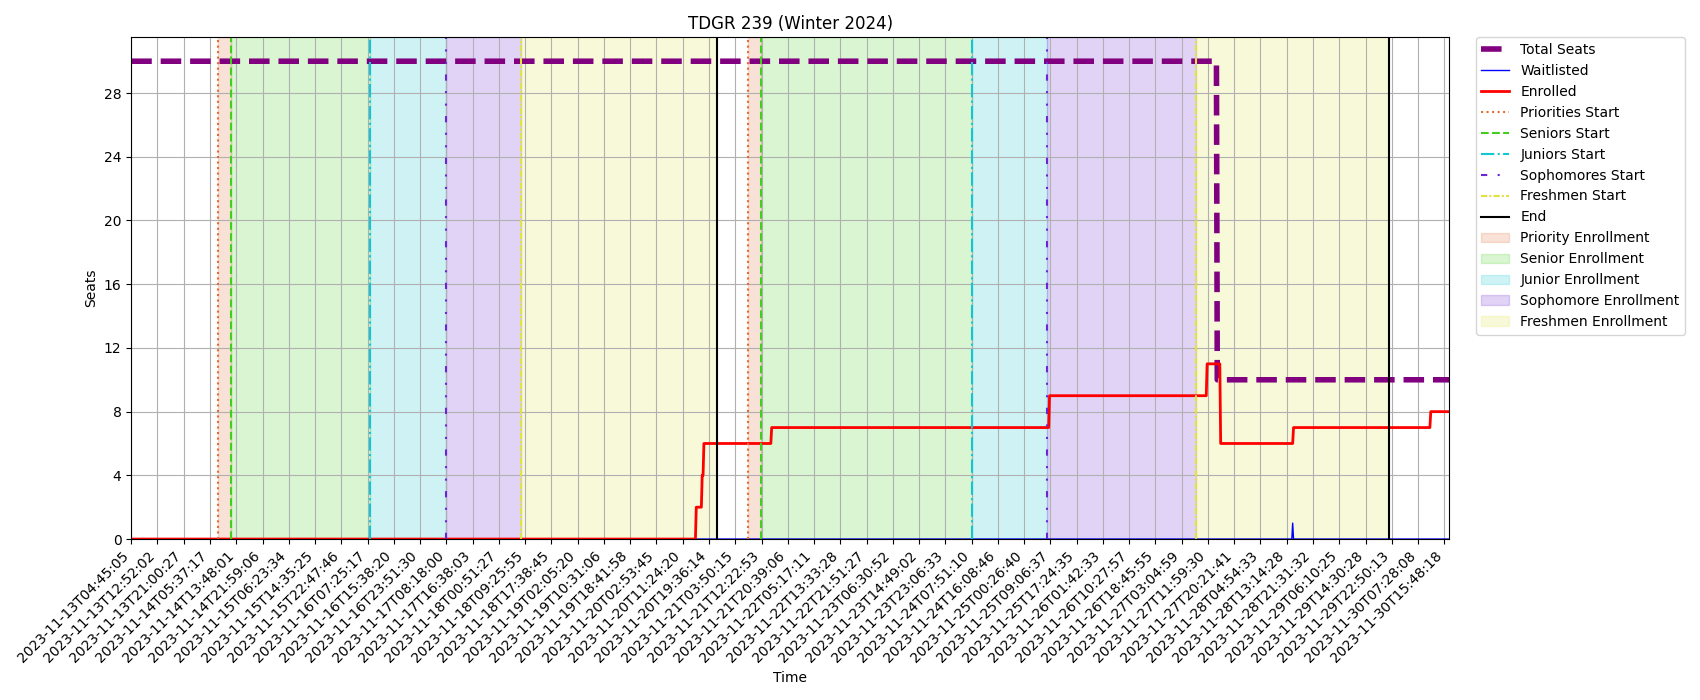 TDGR 239 (Winter 2024)
Seats
28
24
20
16
12
8
4
0
2023-11-13T04:45:05
2023-11-13T12:52:02
2023-11-13T21:00:27
2023-11-14T05:37:17
2023-11-14T13:48:01
2023-11-14T21:59:06
2023-11-15T06:23:34
2023-11-15T14:35:25
2023-11-15T22:47:46
2023-11-16T07:25:17
2023-11-16T15:38:20
2023-11-16T23:51:30
2023-11-17T08:18:00
2023-11-17T16:38:03
2023-11-18T00:51:27
2023-11-18T09:25:55
2023-11-18T17:38:45
2023-11-19T02:05:20
2023-11-19T10:31:06
2023-11-19T18:41:58
2023-11-20T02:53:45
2023-11-20T11:24:20
2023-11-20T19:36:14
2023-11-21T03:50:15
2023-11-21T12:22:53
2023-11-21T20:39:06
2023-11-22T05:17:11
2023-11-22T13:33:28
2023-11-22T21:51:27
2023-11-23T06:30:52
2023-11-23T14:49:02
2023-11-23T23:06:33
2023-11-24T07:51:10
2023-11-24T16:08:46
2023-11-25T00:26:40
2023-11-25T09:06:37
2023-11-25T17:24:35
2023-11-26T01:42:33
2023-11-26T10:27:57
2023-11-26T18:45:55
2023-11-27T03:04:59
2023-11-27T11:59:30
2023-11-27T20:21:41
2023-11-28T04:54:33
2023-11-28T13:14:28
2023-11-28T21:31:32
2023-11-29T06:10:25
2023-11-29T14:30:28
2023-11-29T22:50:13
2023-11-30T07:28:08
2023-11-30T15:48:18
Time
Total Seats
Waitlisted
Enrolled
Priorities Start
Seniors Start
Juniors Start
Sophomores Start
Freshmen Start
End
Priority Enrollment
Senior Enrollment
Junior Enrollment
Sophomore Enrollment
Freshmen Enrollment